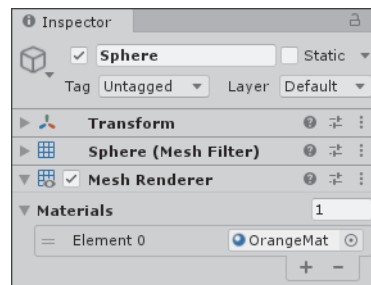 Inspector
Sphere Static
Tag Untagged Layer Default
Transform
Sphere (Mesh Filter)
Mesh Renderer
Materials 1
Element 0 OrangeMat
+ -